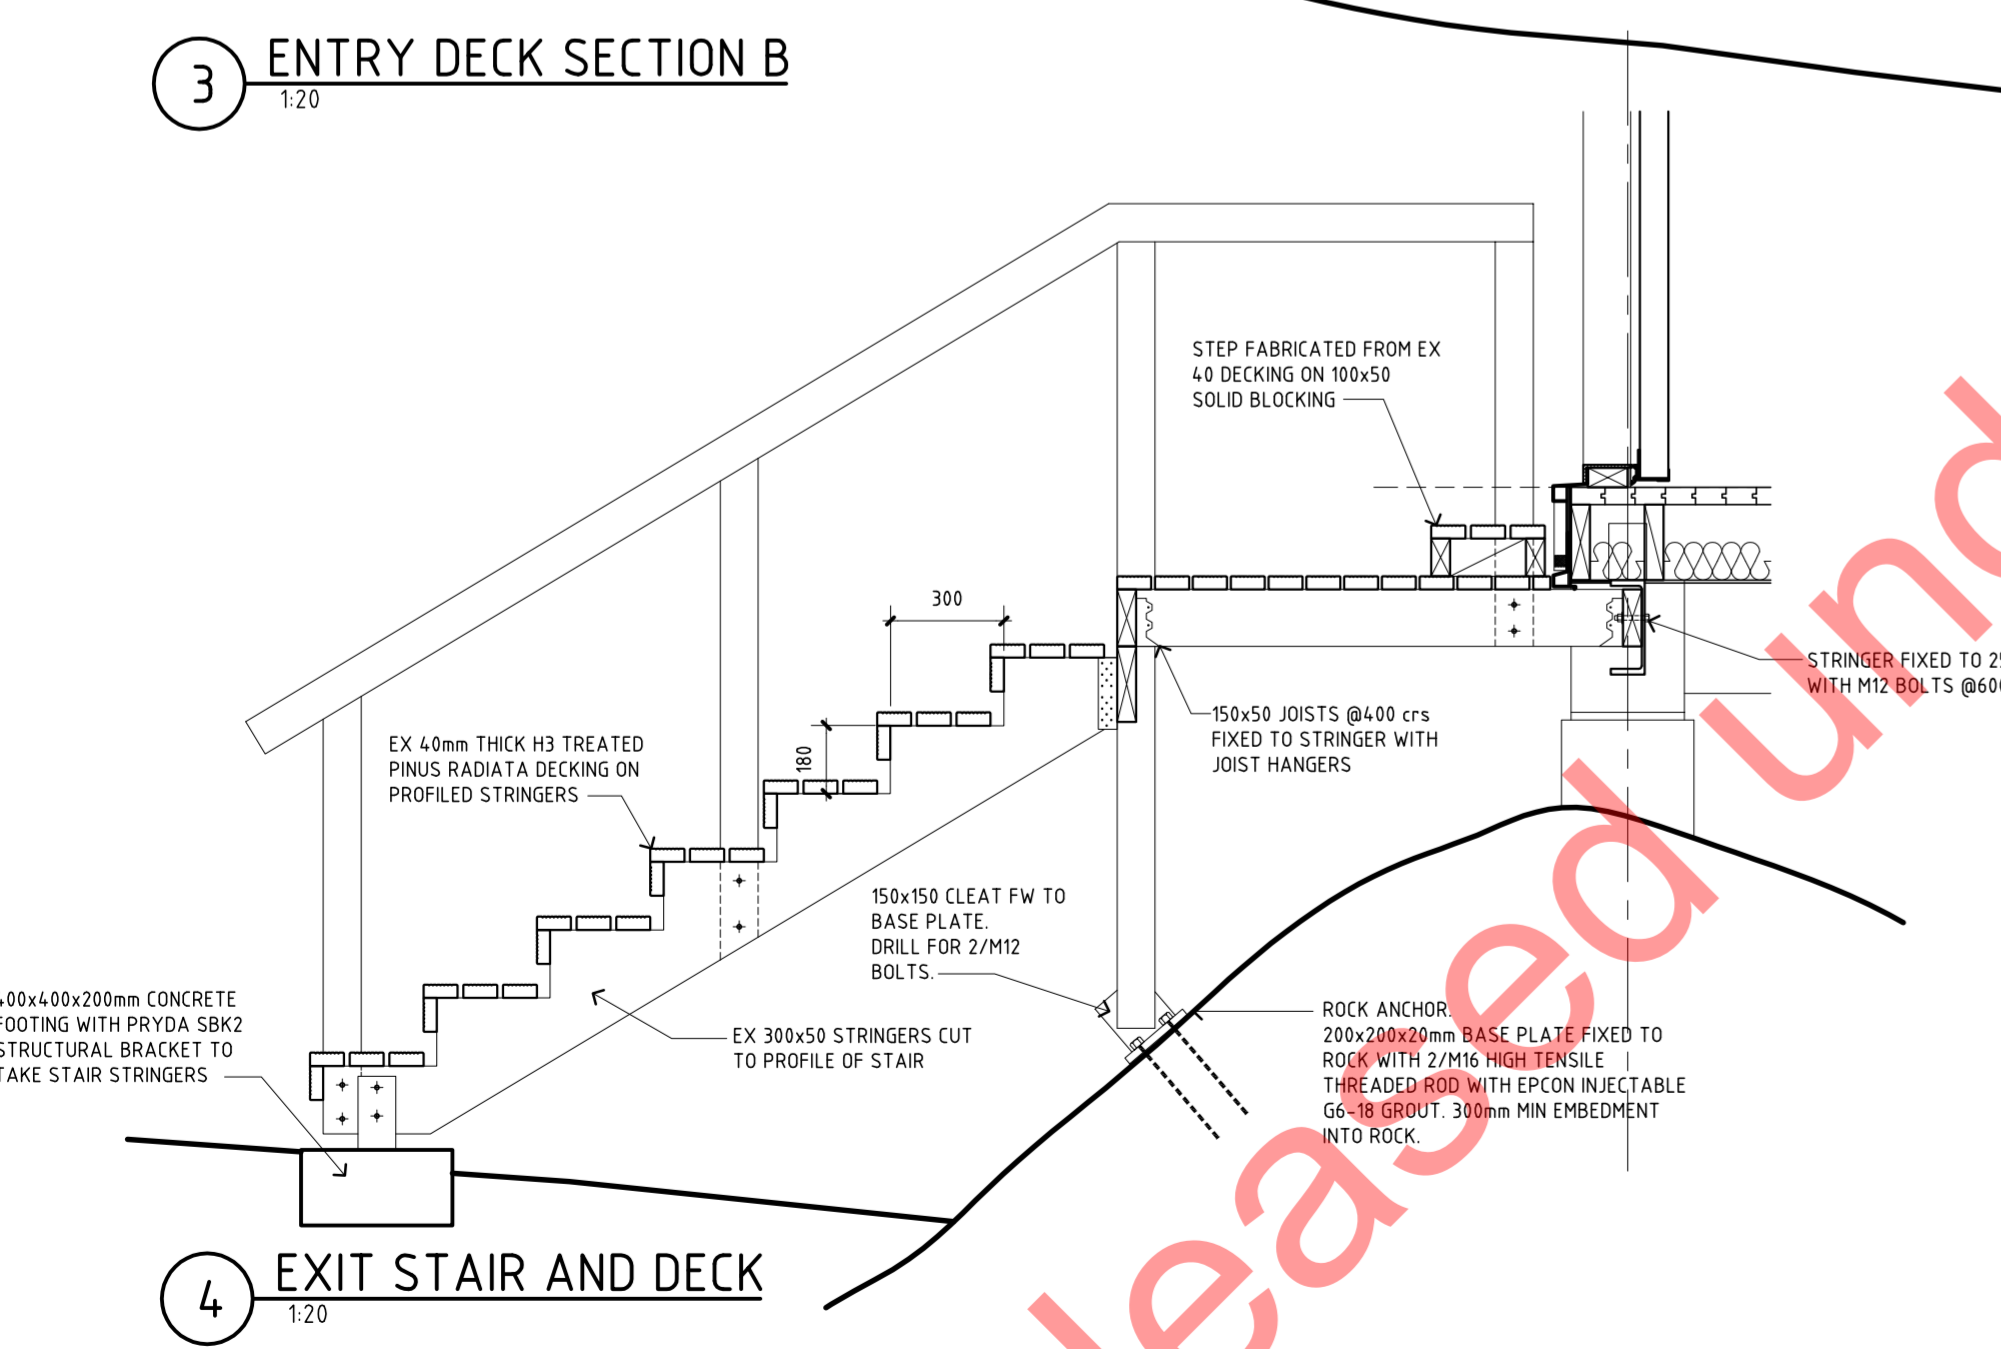 3 ENTRY DECK SECTION B
1:20
STEP FABRICATED FROM EX
40 DECKING ON 100x50
SOLID BLOCKING
300
180
STRINGER FIXED TO
WITH M12 BOLTS
150x50 JOISTS @400 crs
FIXED TO STRINGER WITH
JOIST HANGERS
EX 40mm THICK H3 TREATED
PINUS RADIATA DECKING ON
PROFILED STRINGERS
150x150 CLEAT FW TO
BASE PLATE.
DRILL FOR 2/M12
BOLTS.
400x400x200mm CONCRETE
FOOTING WITH PRYDA SBK2
STRUCTURAL BRACKET TO
TAKE STAIR STRINGERS
EX 300x50 STRINGERS CUT
TO PROFILE OF STAIR
ROCK ANCHOR.
200x200x20mm BASE PLATE FIXED TO
ROCK WITH 2/M16 HIGH TENSILE
THREADED ROD WITH EPCON INJECTABLE
G6-18 GROUT. 300mm MIN EMBEDMENT
INTO ROCK.
4 EXIT STAIR AND DECK
1:20
leased und